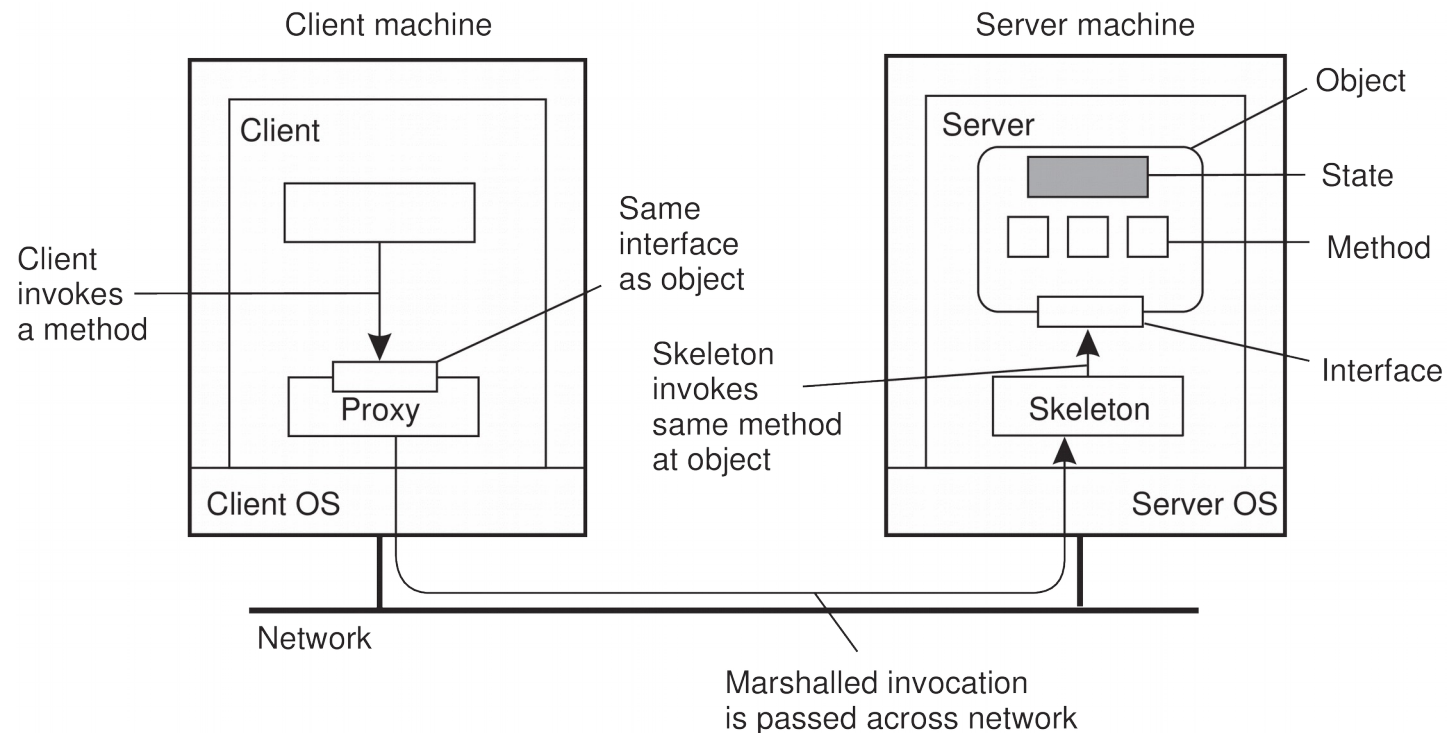 Client machine
Server machine
Object
Client
Server
State
Same
interface
as object
Method
Client
invokes
a method
Skeleton
invokes
same method
at object
Interface
Proxy
Skeleton
Client OS
Server OS
Network
Marshalled invocation
is passed across network